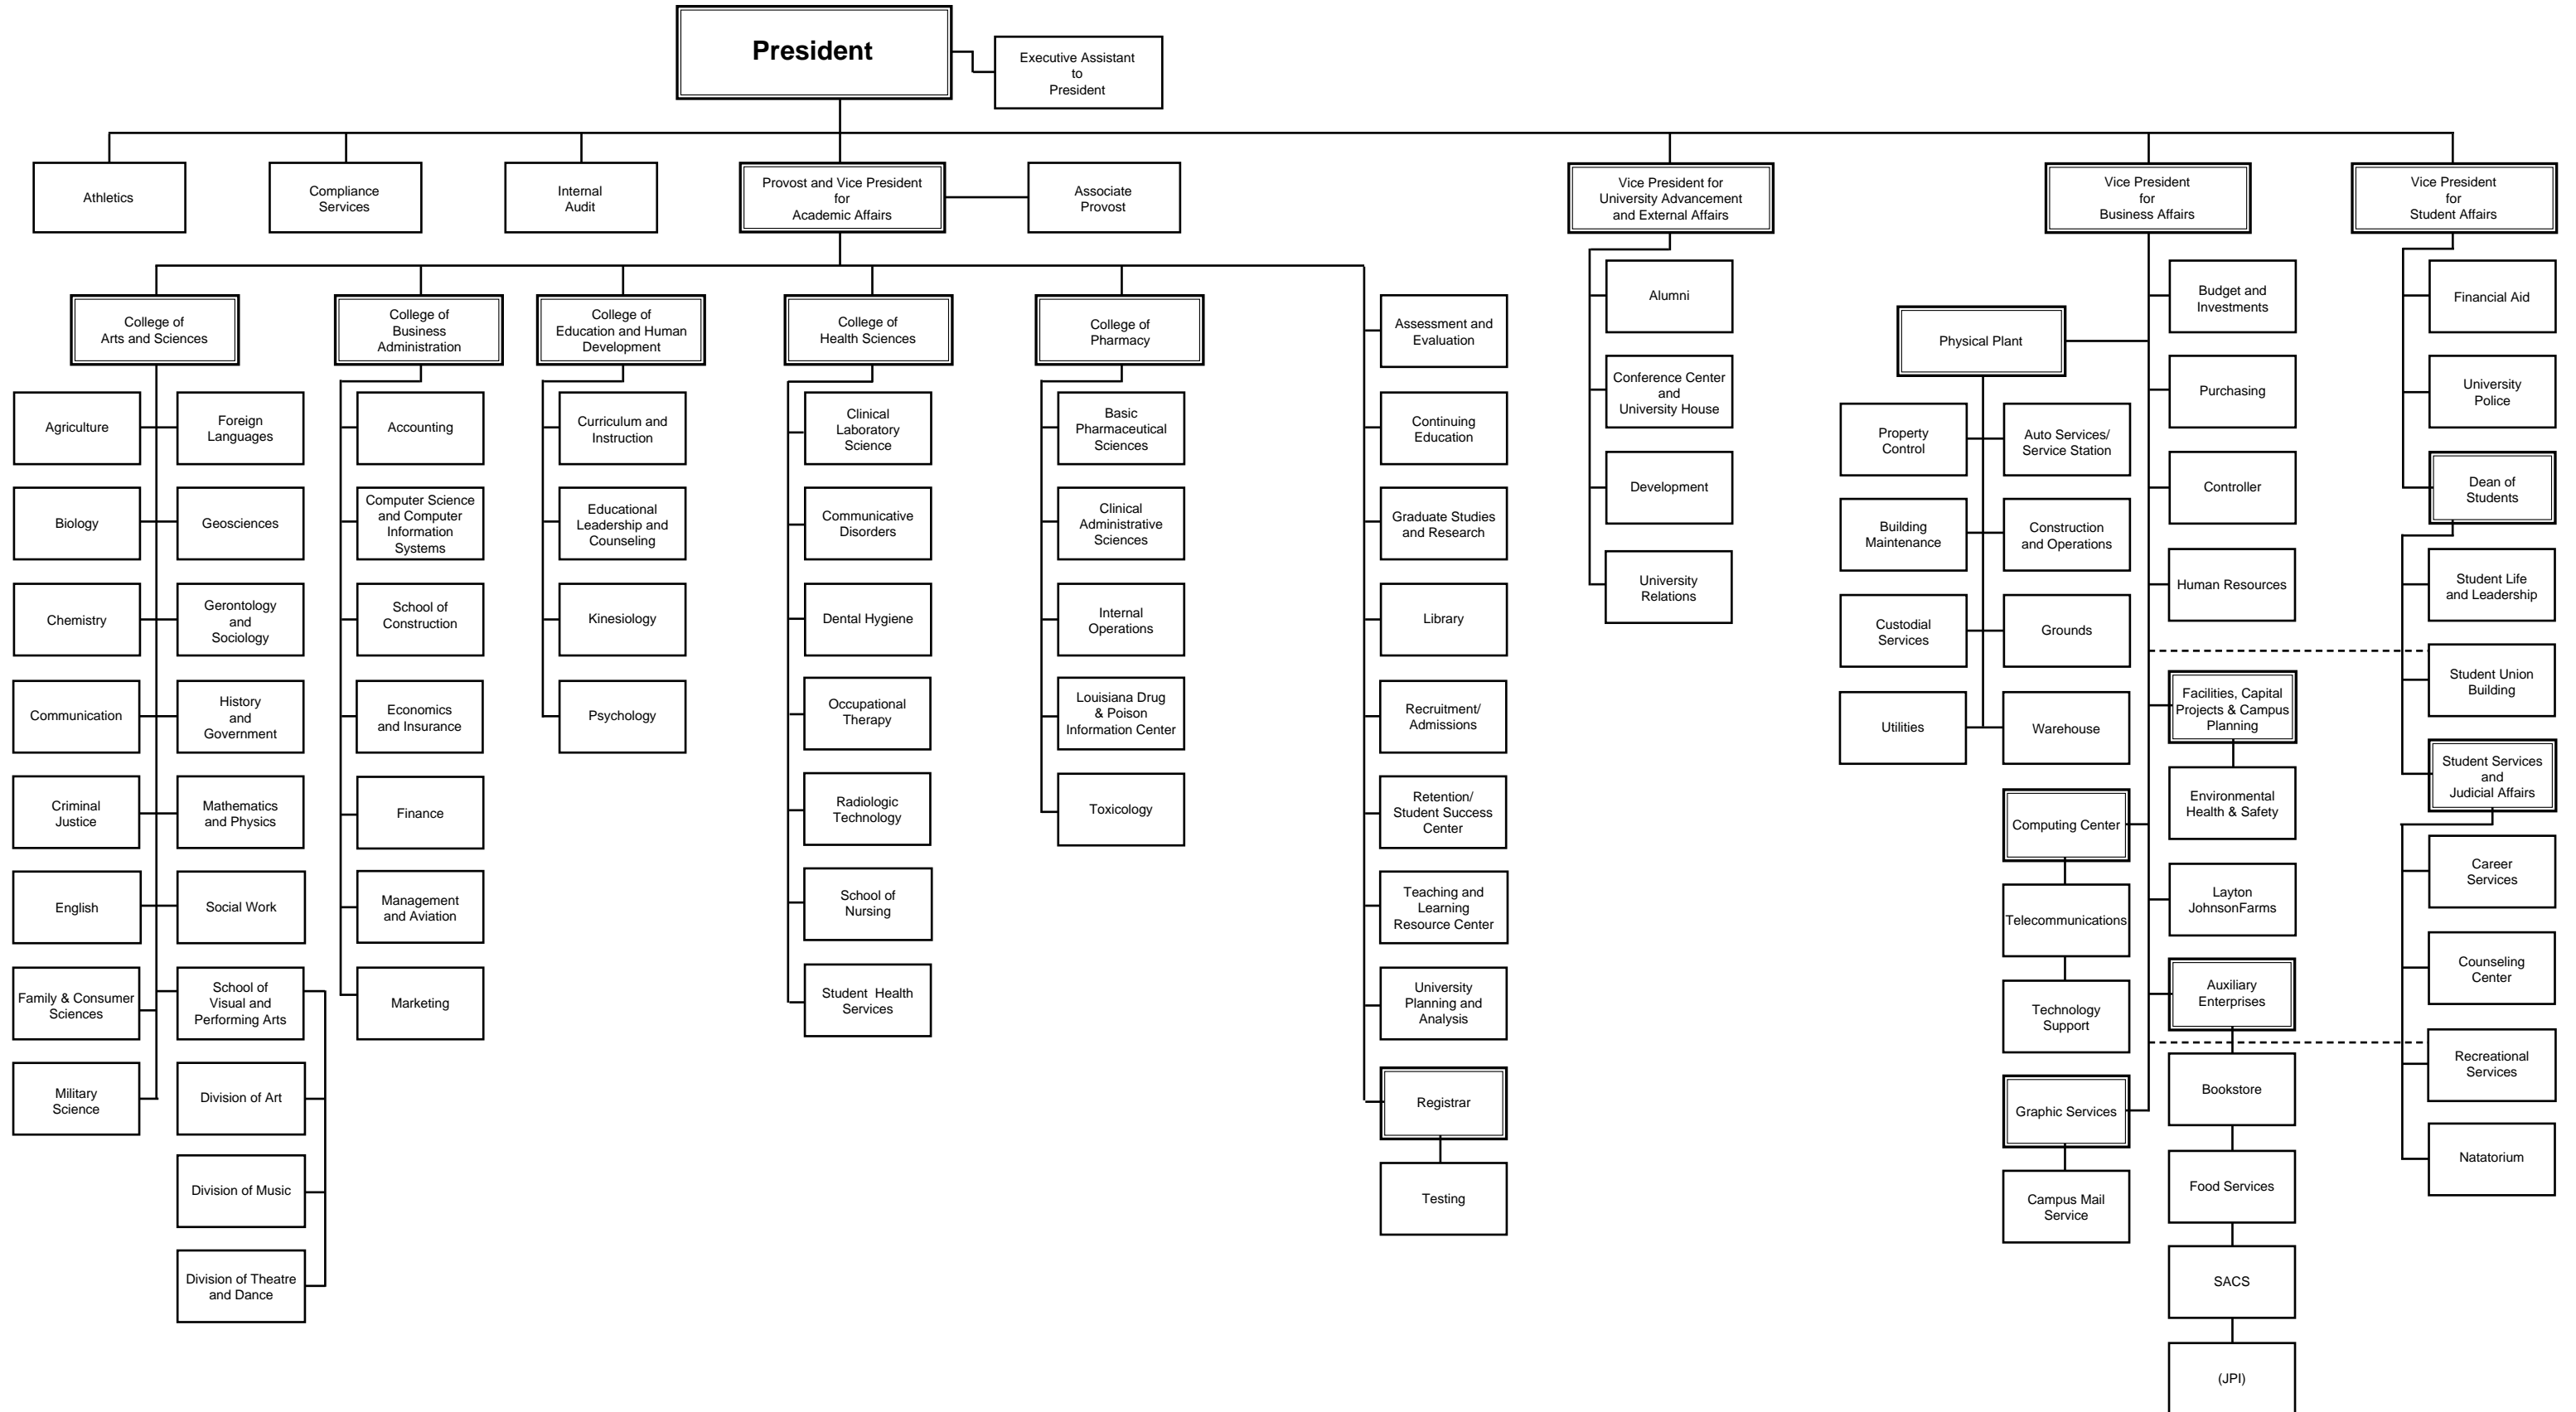 President
Executive Assistant
to
President
Athletics
Compliance
Services
Internal
Audit
Provost and Vice President
for
Academic Affairs
Associate
Provost
Vice President for
University Advancement
and External Affairs
Vice President
for
Business Affairs
Vice President
for
Student Affairs
College of
Arts and Sciences
Agriculture
Biology
Chemistry
Communication
Criminal
Justice
English
Family & Consumer
Sciences
Military
Science
Foreign
Languages
Geosciences
Gerontology
and
Sociology
History
and
Government
Mathematics
and Physics
Social Work
School of
Visual and
Performing Arts
Division of Art
Division of Music
Division of Theatre
and Dance
College of
Business
Administration
Accounting
Computer Science
and Computer
Information
Systems
School of
Construction
Economics
and Insurance
Finance
Management
and Aviation
Marketing
College of
Education and Human
Development
Curriculum and
Instruction
Educational
Leadership and
Counseling
Kinesiology
Psychology
College of
Health Sciences
Clinical
Laboratory
Science
Communicative
Disorders
Dental Hygiene
Occupational
Therapy
Radiologic
Technology
School of
Nursing
Student  Health
Services
College of
Pharmacy
Basic
Pharmaceutical
Sciences
Clinical
Administrative
Sciences
Internal
Operations
Louisiana Drug
& Poison
Information Center
Toxicology
Assessment and
Evaluation
Continuing
Education
Graduate Studies
and Research
Library
Recruitment/
Admissions
Retention/
Student Success
Center
Teaching and
Learning
Resource Center
University
Planning and
Analysis
Registrar
Testing
Alumni
Conference Center
and
University House
Development
University
Relations
Physical Plant
Property
Control
Building
Maintenance
Custodial
Services
Utilities
Auto Services/
Service Station
Construction
and Operations
Grounds
Warehouse
Computing Center
Telecommunications
Technology
Support
Graphic Services
Campus Mail
Service
Budget and
Investments
Purchasing
Controller
Human Resources
Facilities, Capital
Projects & Campus
Planning
Environmental
Health & Safety
Layton
JohnsonFarms
Auxiliary
Enterprises
Bookstore
Food Services
SACS
(JPI)
Financial Aid
University
Police
Dean of
Students
Student Life
and Leadership
Student Union
Building
Student Services
and
Judicial Affairs
Career
Services
Counseling
Center
Recreational
Services
Natatorium